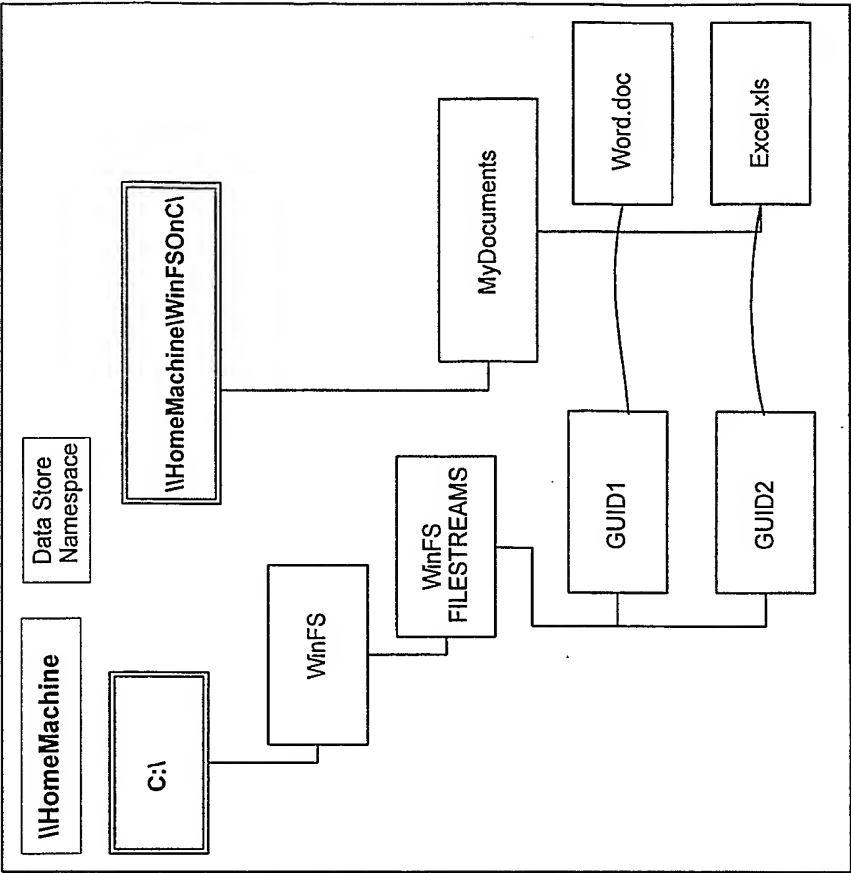 \\HomeMachine
Data Store
Namespace
C:\
\\HomeMachine\WinFSOnC\
WinFS
WinFS
FILESTREAMS
MyDocuments
GUID1
Word.doc
GUID2
Excel.xls